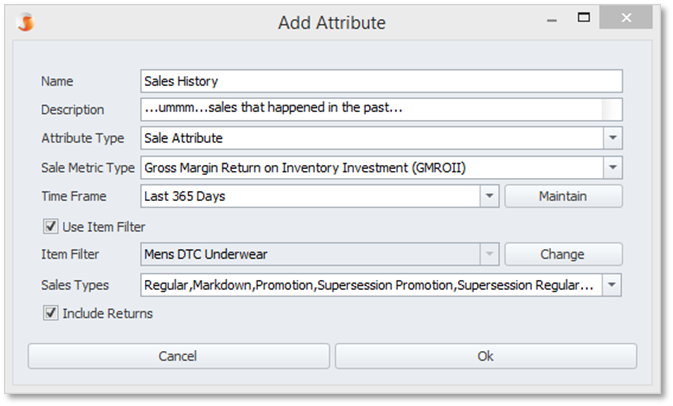 Add Attribute
Name Sales History
Description ...ummm...sales that happened in the past...
Attribute Type Sale Attribute
Sale Metric Type Gross Margin Return on Inventory Investment (GMROII)
Time Frame Last 365 Days Maintain
Use Item Filter
Item Filter Mens DTC Underwear Change
Sales Types Regular,Markdown,Promotion,Supersession Promotion,Supersession Regular...
Include Returns
Cancel Ok